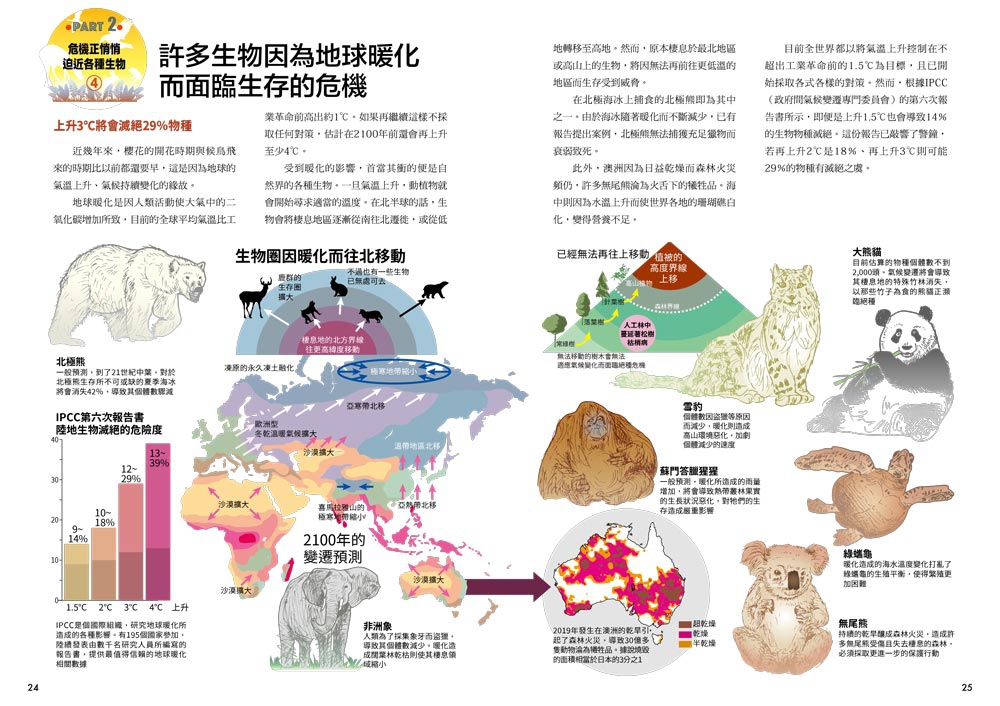 PART 2
危機正悄悄
迫近各種生物
4
許多生物因為地球暖化
而面臨生存的危機
上升3℃將會滅絕29%物種
近幾年來，櫻花的開花時期與候鳥飛
來的時期比以前都還要早，這是因為地球的
氣溫上升、氣候持續變化的緣故。
地球暖化是因人類活動使大氣中的二
氧化碳增加所致，目前的全球平均氣溫比工
業革命前高出約1℃。如果再繼續這樣不採
取任何對策，估計在2100年前還會再上升
至少4℃。
受到暖化的影響，首當其衝的便是自
然界的各種生物。一旦氣溫上升，動植物就
會開始尋求適當的溫度。在北半球的話，生
物會將棲息地區逐漸從南往北遷徙，或從低
地轉移至高地。然而，原本棲息於最北地區
或高山上的生物，將因無法再前往更低溫的
地區而生存受到威脅。
在北極海冰上捕食的北極熊即為其中
之一。由於海冰隨著暖化而不斷減少，已有
報告提出案例，北極熊無法捕獲充足獵物而
衰弱致死。
此外，澳洲因為日益乾燥而森林火災
頻仍，許多無尾熊淪為火舌下的犧牲品。海
中則因為水溫上升而使世界各地的珊瑚礁白
化，變得營養不足。
目前全世界都以將氣溫上升控制在不
超出工業革命前的1.5℃為目標，且已開
始採取各式各樣的對策。然而，根據IPCC
（政府間氣候變遷專門委員會）的第六次報
告書所示，即便是上升1.5℃也會導致14%
的生物物種滅絕。這份報告已敲響了警鐘，
若再上升2℃是18%、再上升3℃則可能
29%的物種有滅絕之虞。
生物圈因暖化而往北移動
鹿群的
生存圈
擴大
不過也有一些生物
已無處可去
棲息地的北方界線
往更高緯度移動
北極熊
一般預測，到了21世紀中葉，對於
北極熊生存所不可或缺的夏季海冰
將會消失42%，導致其個體數驟減
IPCC第六次報告書
陸地生物滅絕的危險度
40
30
20
10
0
9~
14%
10~
18%
12~
29%
13~
39%
1.5℃
2℃
3℃
4℃
上升
IPCC是個國際組織，研究地球暖化所
造成的各種影響。有195個國家參加，
陸續發表由數千名研究人員所編寫的
報告書，提供最值得信賴的地球暖化
相關數據
凍原的永久凍土融化
極寒地帶縮小
亞寒帶北移
歐洲型
冬乾溫暖氣候擴大
沙漠擴大
溫帶地區北移
沙漠擴大
喜馬拉雅山的
極寒地帶縮小
亞熱帶北移
沙漠擴大
沙漠擴大
2100年的
變遷預測
非洲象
人類為了採集象牙而盜獵，
導致其個體數減少。暖化造
成闊葉林乾枯則使其棲息領
域縮小
已經無法再往上移動
植被的
高度界線
上移
高山植物
森林界線
針葉樹
落葉樹
常綠樹
人工林中
蔓延著松樹
枯梢病
無法移動的樹木會無法
適應氣候變化而面臨絕種危機
雪豹
個體數因盜獵等原因
而減少，暖化則造成
高山環境惡化，加劇
個體減少的速度
大熊貓
目前估算的物種個體數不到
2,000頭。氣候變遷將會導致
其棲息地的特殊竹林消失，
以那些竹子為食的熊貓正瀕
臨絕種
蘇門答臘猩猩
一般預測，暖化所造成的雨量
增加，將會導致熱帶叢林果實
的生長狀況惡化，對牠們的生
存造成嚴重影響
綠蠵龜
暖化造成的海水溫度變化打亂了
綠蠵龜的生殖平衡，使得繁殖更
加困難
2019年發生在澳洲的乾旱引
起了森林火災，導致30億多
隻動物淪為犧牲品。據說燒毀
的面積相當於日本的3分之1
超乾燥
乾燥
半乾燥
無尾熊
持續的乾旱釀成森林火災，造成許
多無尾熊受傷且失去棲息的森林，
必須採取更進一步的保護行動
24
25